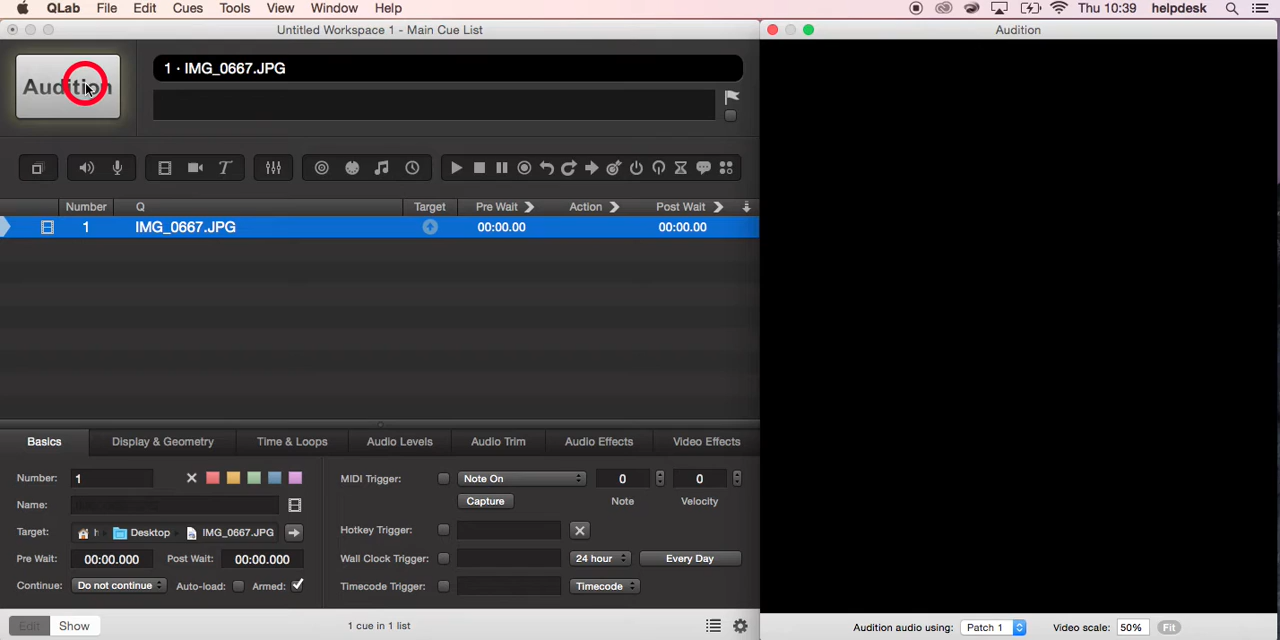 QLab File Edit Cues Tools View Window Help Thu 10:39 helpdesk
Untitled Workspace 1 - Main Cue List
Audition
Audition
1 · IMG_0667.JPG
Number Q Target Pre Wait Action Post Wait
1 IMG_0667.JPG 00:00.00 00:00.00
Basics Display & Geometry Time & Loops Audio Levels Audio Trim Audio Effects Video Effects
Number: 1
Name:
Target: h Desktop IMG_0667.JPG
Pre Wait: 00:00.000 Post Wait: 00:00.000
Continue: Do not continue Auto-load: Armed:
MIDI Trigger: Note On 0 0
Capture Note Velocity
Hotkey Trigger:
Wall Clock Trigger: 24 hour Every Day
Timecode Trigger: Timecode
Edit Show 1 cue in 1 list
Audition audio using: Patch 1 Video scale: 50% Fit